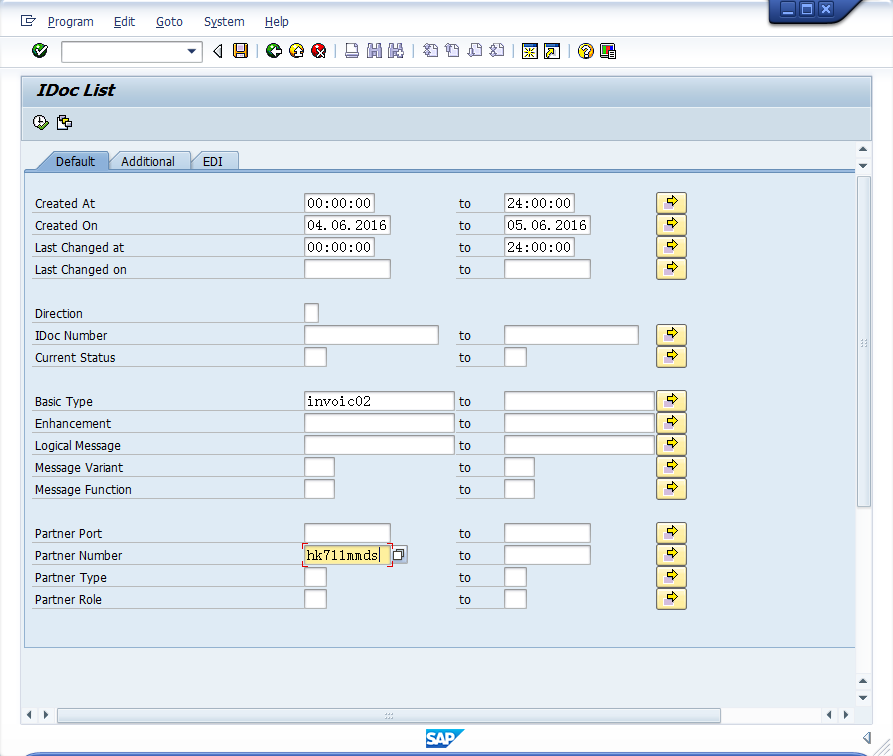 Program Edit Goto System Help
IDoc List
Default Additional EDI
Created At 00:00:00 to 24:00:00
Created On 04.06.2016 to 05.06.2016
Last Changed at 00:00:00 to 24:00:00
Last Changed on to
Direction
IDoc Number to
Current Status to
Basic Type invoic02 to
Enhancement to
Logical Message to
Message Variant to
Message Function to
Partner Port to
Partner Number hk711mmds to
Partner Type to
Partner Role to
SAP